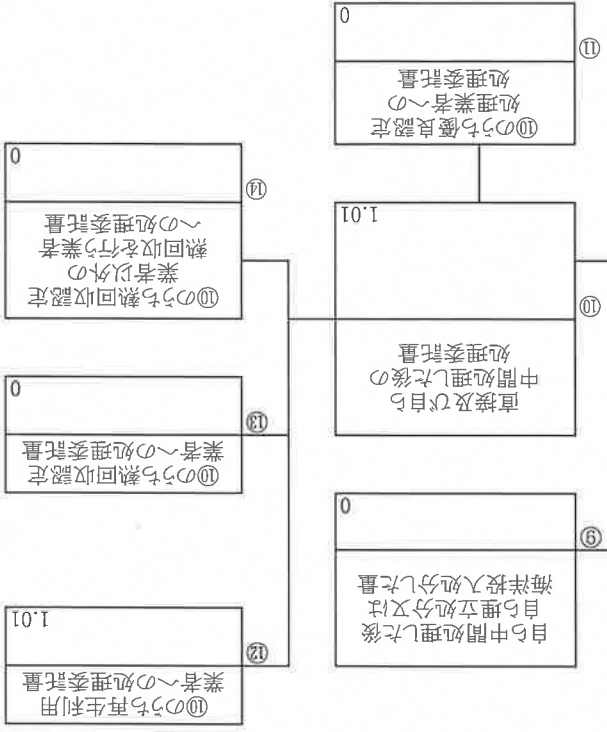 ⑨
自ら中間処理した後
自ら埋立処分又は
海洋投入処分した量
0
⑩
直接及び自ら
中間処理した後の
処理委託量
1.01
⑪
⑩のうち優良認定
処理業者への
処理委託量
0
⑫
⑩のうち再生利用
業者への処理委託量
1.01
⑬
⑩のうち熱回収認定
業者への処理委託量
0
⑭
⑩のうち熱回収認定
業者以外の
熱回収を行う業者
への処理委託量
0